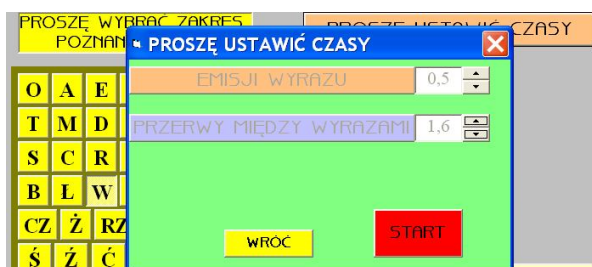 PROSZĘ WYBRAĆ ZAKRES
PROSZĘ USTAWIĆ CZASY
PROSZĘ USTAWIĆ CZASY
EMISJI WYRAZU 0,5
PRZERWY MIĘDZY WYRAZAMI 1,6
WRÓĆ
START
O A E
T M D
S C R
B Ł W
CZ Ż RZ
Ś Ź Ć